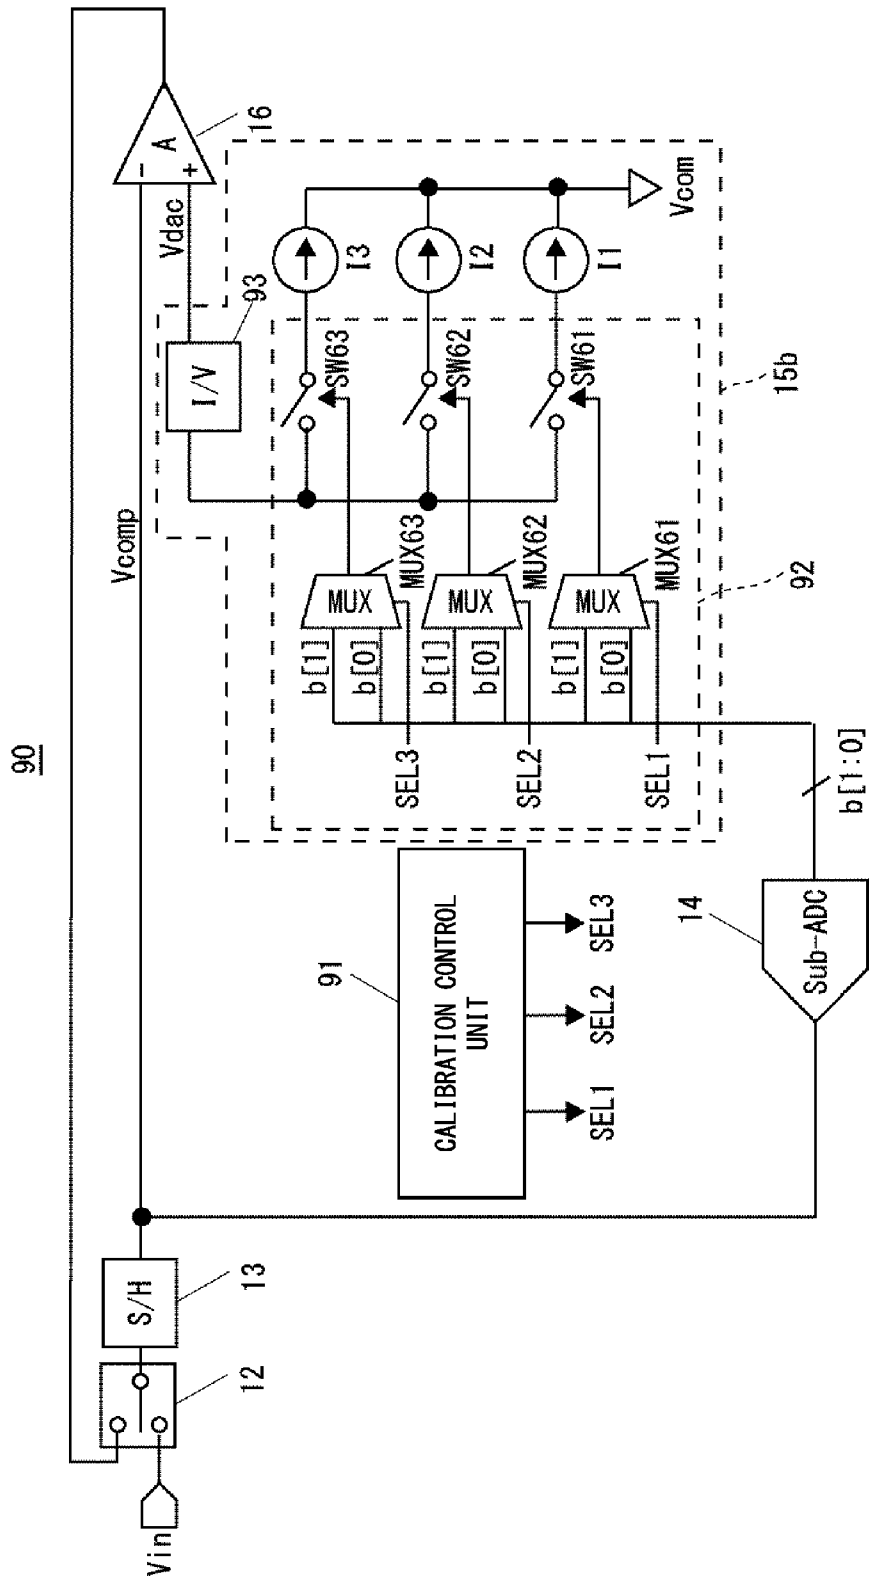 90
Vin
12
S/H
13
Vcomp
Vdac
A
-
+
16
I/V
93
CALIBRATION CONTROL
UNIT
91
SEL1
SEL2
SEL3
SEL3
b[1]
b[0]
MUX
MUX63
SW63
I3
SEL2
b[1]
b[0]
MUX
MUX62
SW62
I2
SEL1
b[1]
b[0]
MUX
MUX61
SW61
I1
Vcom
92
15b
Sub-ADC
14
b[1:0]